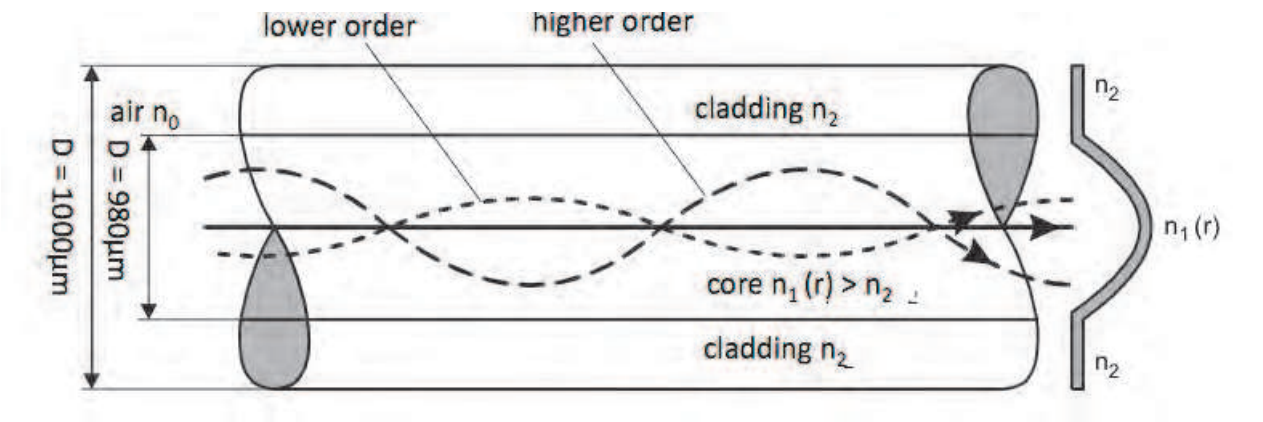 lower order
higher order
air n₀
cladding n₂
n₂
D = 1000µm
D = 980µm
n₁ (r)
core n₁ (r) > n₂
cladding n₂
n₂